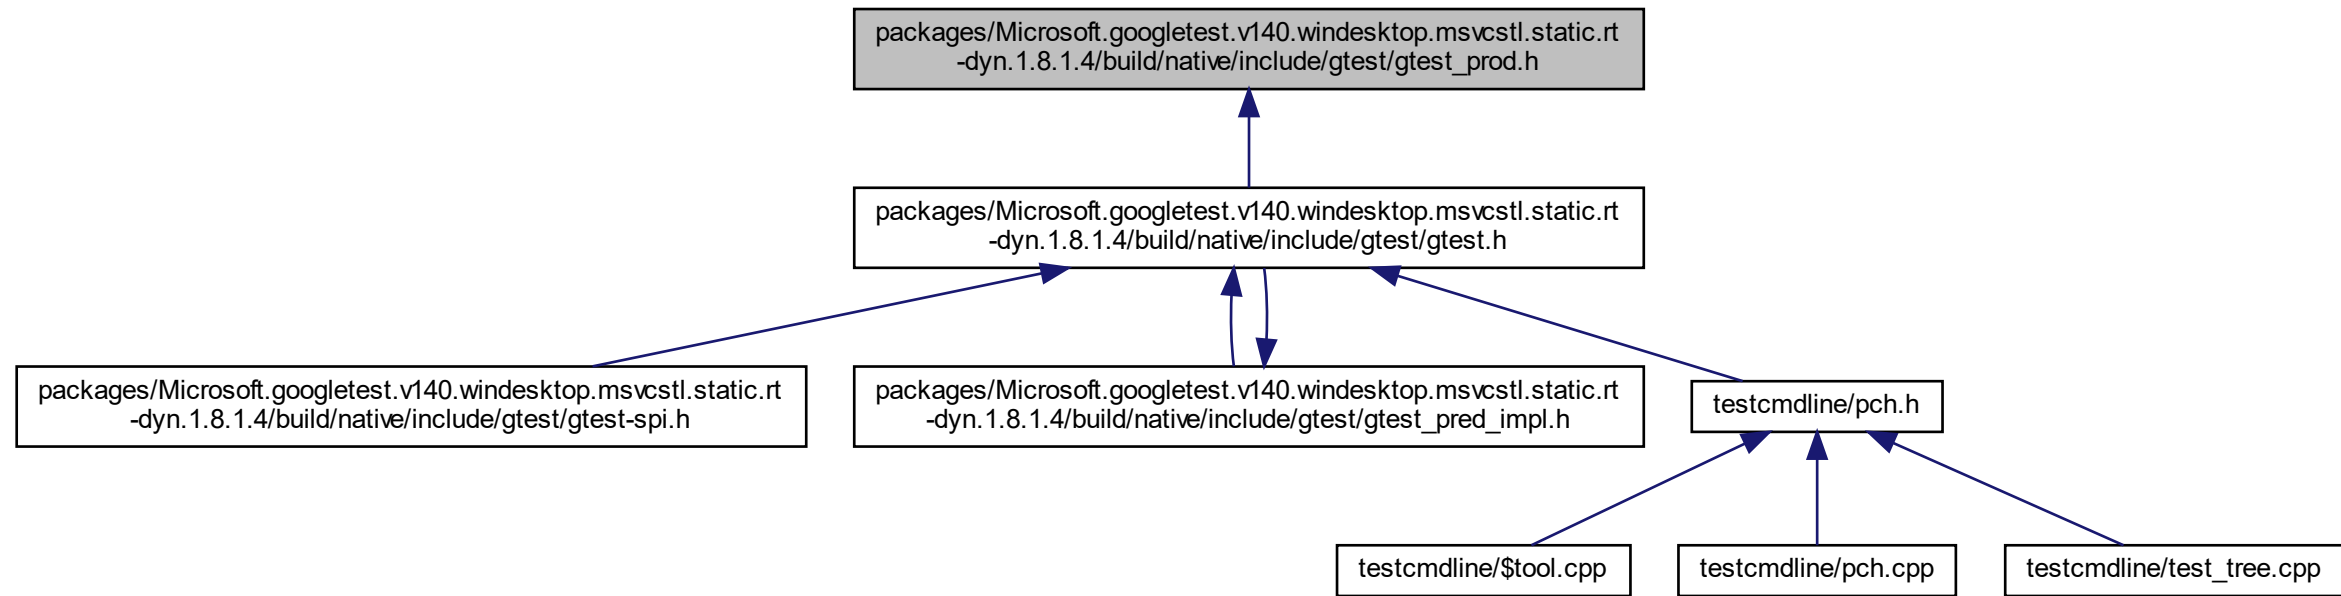 packages/Microsoft.googletest.v140.windesktop.msvcstl.static.rt
-dyn.1.8.1.4/build/native/include/gtest/gtest_prod.h
packages/Microsoft.googletest.v140.windesktop.msvcstl.static.rt
-dyn.1.8.1.4/build/native/include/gtest/gtest.h
packages/Microsoft.googletest.v140.windesktop.msvcstl.static.rt
-dyn.1.8.1.4/build/native/include/gtest/gtest-spi.h
packages/Microsoft.googletest.v140.windesktop.msvcstl.static.rt
-dyn.1.8.1.4/build/native/include/gtest/gtest_pred_impl.h
testcmdline/pch.h
testcmdline/$tool.cpp
testcmdline/pch.cpp
testcmdline/test_tree.cpp